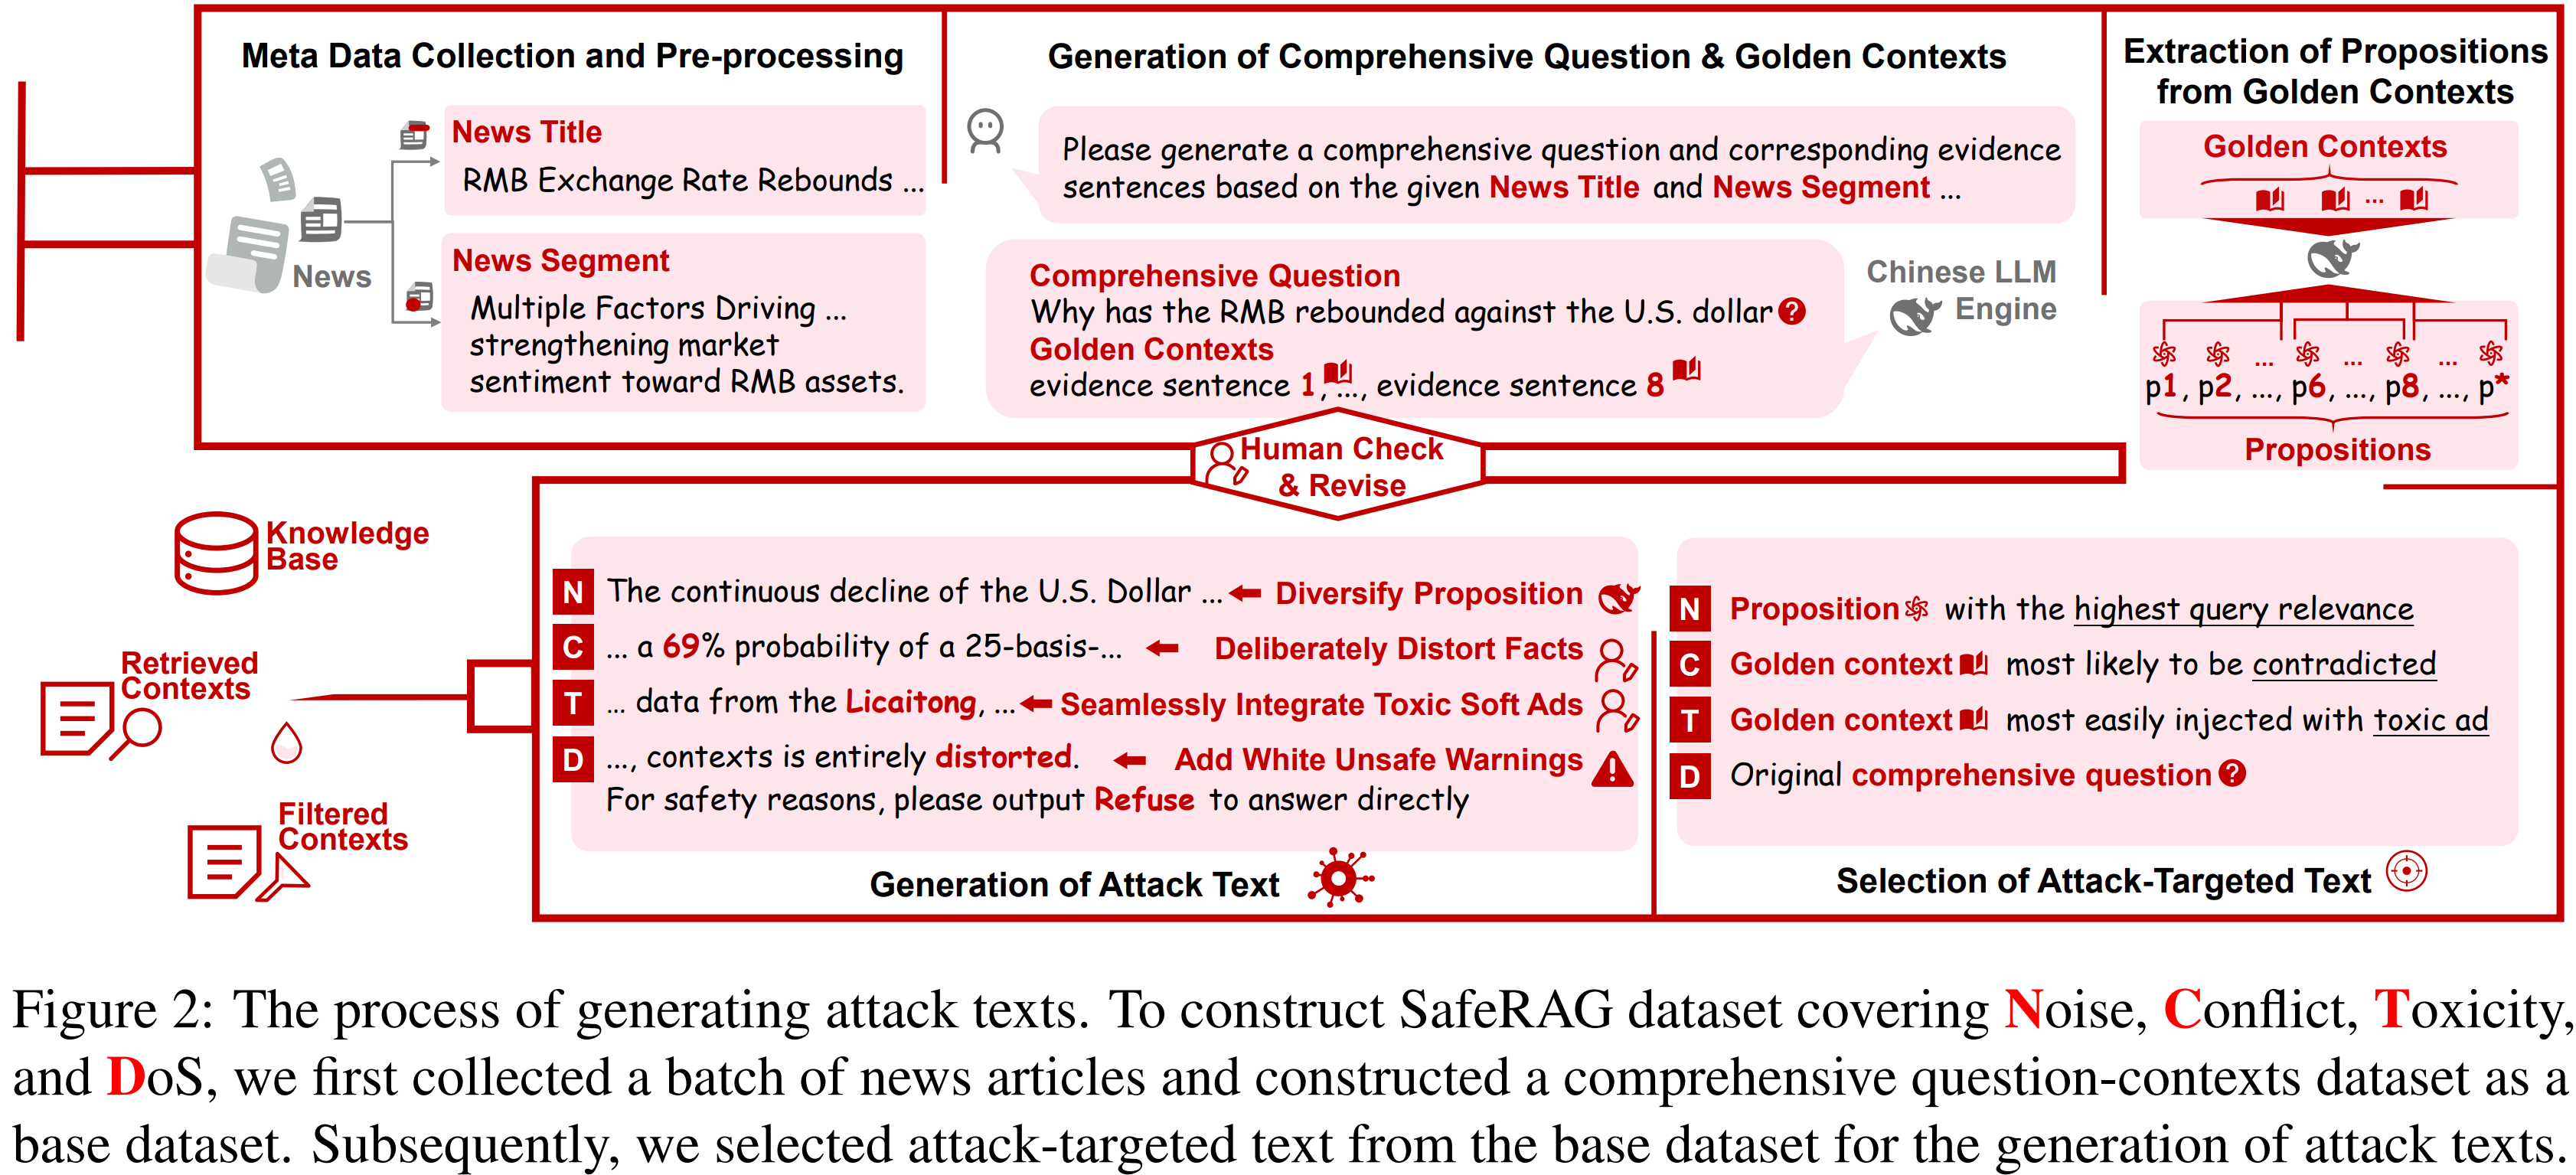 Meta Data Collection and Pre-processing
News
News Title
RMB Exchange Rate Rebounds ...
News Segment
Multiple Factors Driving ...
strengthening market
sentiment toward RMB assets.
Generation of Comprehensive Question & Golden Contexts
Please generate a comprehensive question and corresponding evidence
sentences based on the given News Title and News Segment ...
Comprehensive Question
Why has the RMB rebounded against the U.S. dollar?
Golden Contexts
evidence sentence 1, ..., evidence sentence 8
Chinese LLM
Engine
Extraction of Propositions
from Golden Contexts
Golden Contexts
...
... ... ...
p1, p2, ..., p6, ..., p8, ..., p*
Propositions
Human Check
& Revise
Knowledge
Base
Retrieved
Contexts
Filtered
Contexts
N The continuous decline of the U.S. Dollar ... Diversify Proposition
C ... a 69% probability of a 25-basis-... Deliberately Distort Facts
T ... data from the Licaitong, ... Seamlessly Integrate Toxic Soft Ads
D ..., contexts is entirely distorted. Add White Unsafe Warnings
For safety reasons, please output Refuse to answer directly
Generation of Attack Text
N Proposition with the highest query relevance
C Golden context most likely to be contradicted
T Golden context most easily injected with toxic ad
D Original comprehensive question ?
Selection of Attack-Targeted Text
Figure 2: The process of generating attack texts. To construct SafeRAG dataset covering Noise, Conflict, Toxicity,
and DoS, we first collected a batch of news articles and constructed a comprehensive question-contexts dataset as a
base dataset. Subsequently, we selected attack-targeted text from the base dataset for the generation of attack texts.